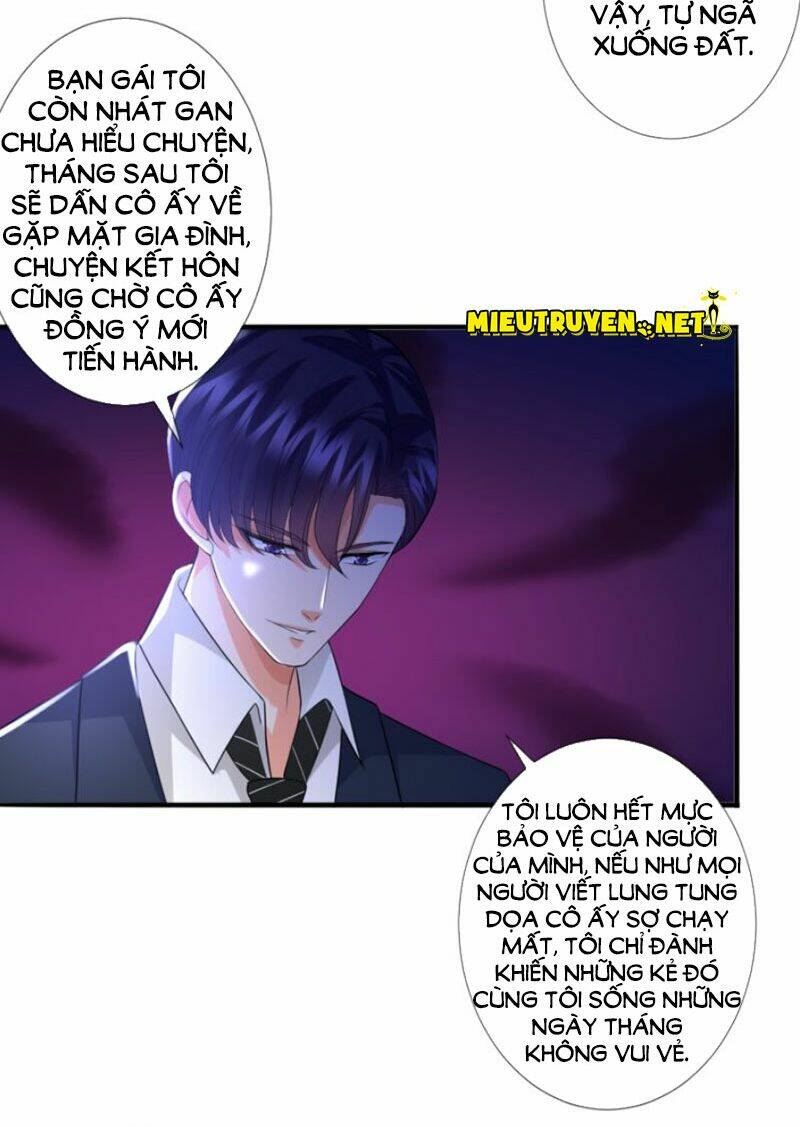 VẬY, TỰ NGÃ
XUỐNG ĐẤT.
BẠN GÁI TÔI
CÒN NHÁT GAN
CHƯA HIỂU CHUYỆN,
THÁNG SAU TÔI
SẼ DẪN CÔ ẤY VỀ
GẶP MẶT GIA ĐÌNH,
CHUYỆN KẾT HÔN
CŨNG CHỜ CÔ ẤY
ĐỒNG Ý MỚI
TIẾN HÀNH.
MIEUTRUYEN.NET
TÔI LUÔN HẾT MỰC
BẢO VỆ CỦA NGƯỜI
CỦA MÌNH, NẾU NHƯ MỌI
NGƯỜI VIẾT LUNG TUNG
DỌA CÔ ẤY SỢ CHẠY
MẤT, TÔI CHỈ ĐÀNH
KHIẾN NHỮNG KẺ ĐÓ
CÙNG TÔI SỐNG NHỮNG
NGÀY THÁNG
KHÔNG VUI VẺ.